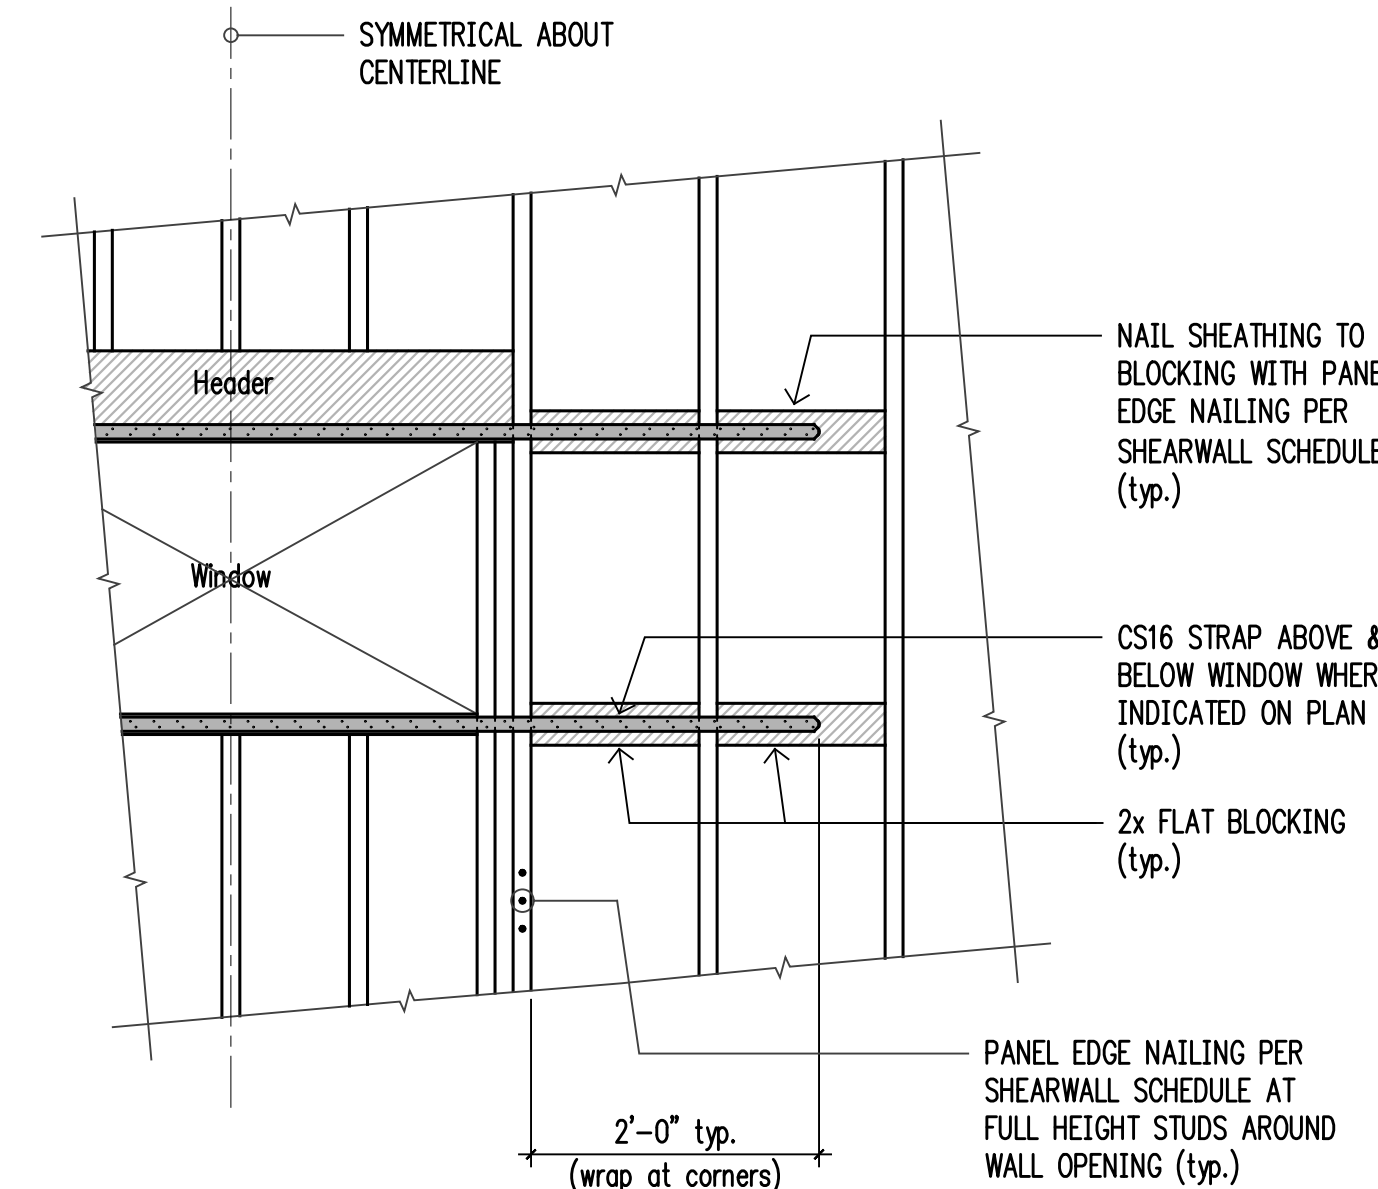 SYMMETRICAL ABOUT
CENTERLINE
Header
NAIL SHEATHING TO
BLOCKING WITH PANE
EDGE NAILING PER
SHEARWALL SCHEDULE
(typ.)
Window
CS16 STRAP ABOVE &
BELOW WINDOW WHER
INDICATED ON PLAN
(typ.)
2x FLAT BLOCKING
(typ.)
PANEL EDGE NAILING PER
SHEARWALL SCHEDULE AT
FULL HEIGHT STUDS AROUND
WALL OPENING (typ.)
2'-0" typ.
(wrap at corners)